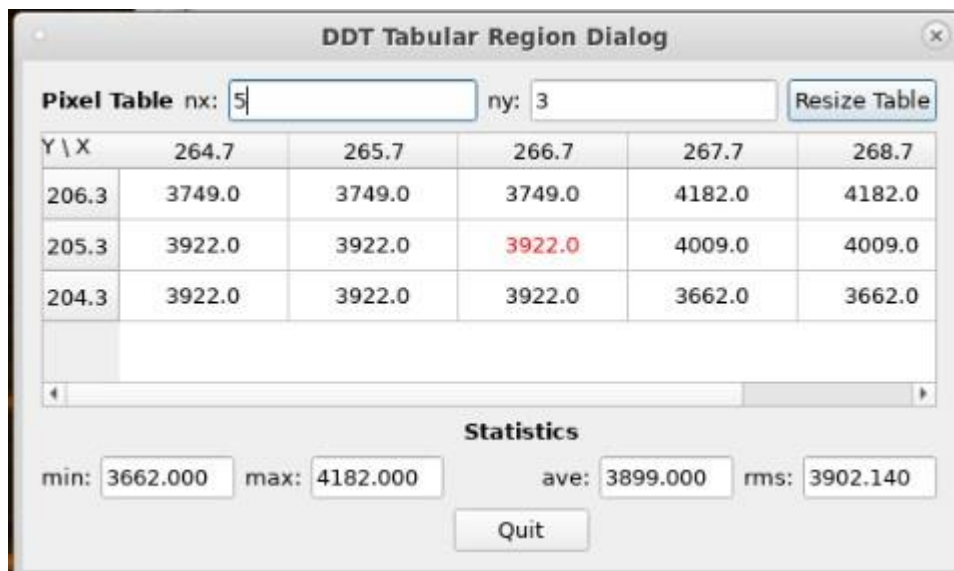 DDT Tabular Region Dialog
Pixel Table nx: 5 ny: 3 Resize Table
Y \ X 264.7 265.7 266.7 267.7 268.7
206.3 3749.0 3749.0 3749.0 4182.0 4182.0
205.3 3922.0 3922.0 3922.0 4009.0 4009.0
204.3 3922.0 3922.0 3922.0 3662.0 3662.0
Statistics
min: 3662.000 max: 4182.000 ave: 3899.000 rms: 3902.140
Quit